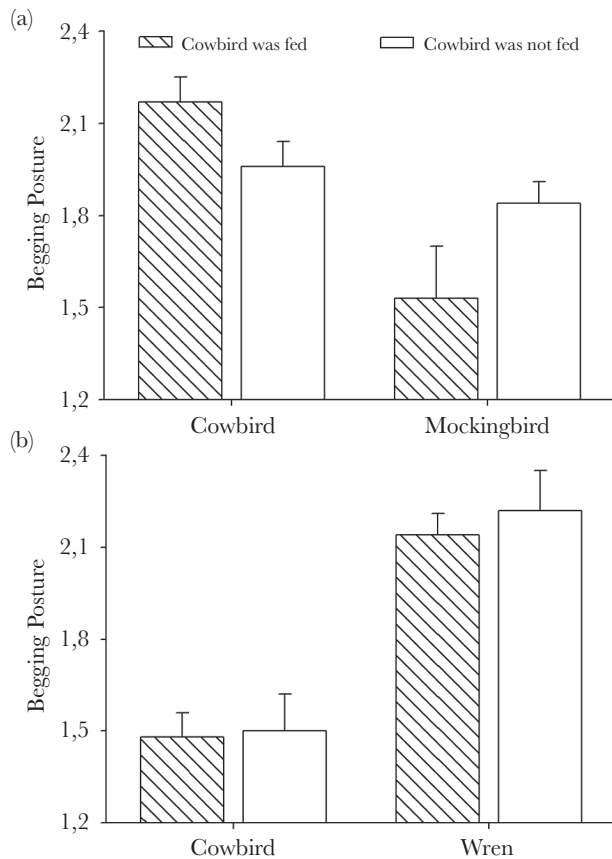 (a)
2,4
Cowbird was fed Cowbird was not fed
2,1
1,8
1,5
1,2
Begging Posture
Cowbird Mockingbird
(b)
2,4
2,1
1,8
1,5
1,2
Begging Posture
Cowbird Wren